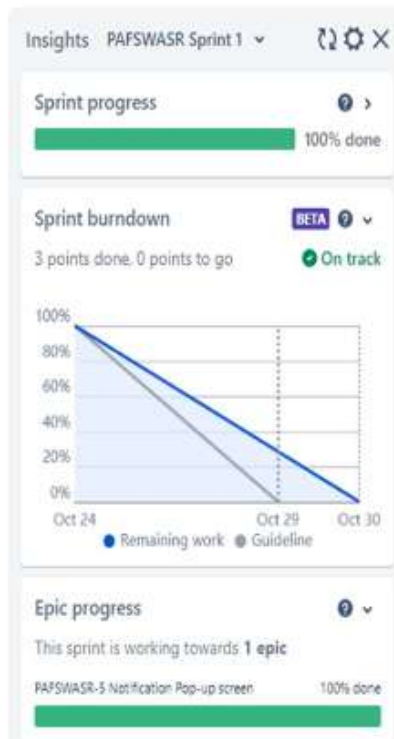 Insights PAFSWASR Sprint 1
Sprint progress
100% done
Sprint burndown BETA
3 points done, 0 points to go On track
100%
80%
60%
40%
20%
0%
Oct 24 Oct 29 Oct 30
Remaining work Guideline
Epic progress
This sprint is working towards 1 epic
PAFSWASR-5 Notification Pop-up screen 100% done